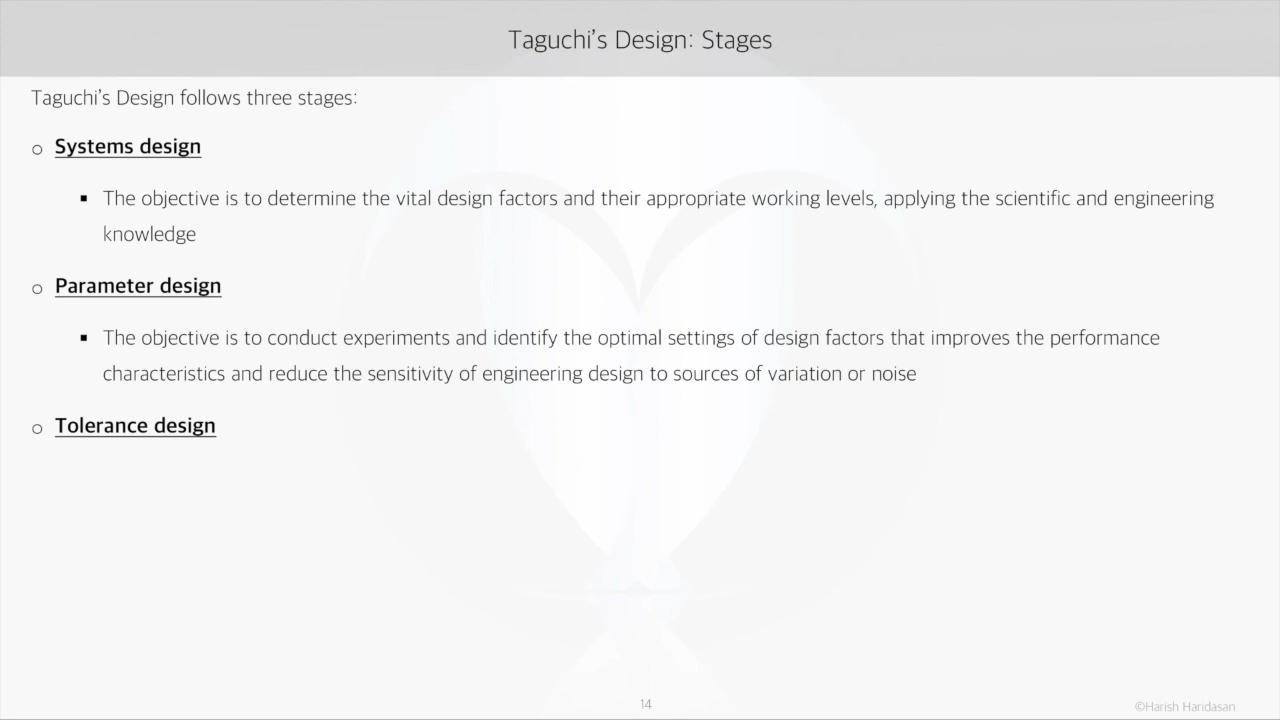 Taguchi’s Design: Stages
Taguchi’s Design follows three stages:
o Systems design
▪ The objective is to determine the vital design factors and their appropriate working levels, applying the scientific and engineering
knowledge
o Parameter design
▪ The objective is to conduct experiments and identify the optimal settings of design factors that improves the performance
characteristics and reduce the sensitivity of engineering design to sources of variation or noise
o Tolerance design
14
©Harish Haridasan